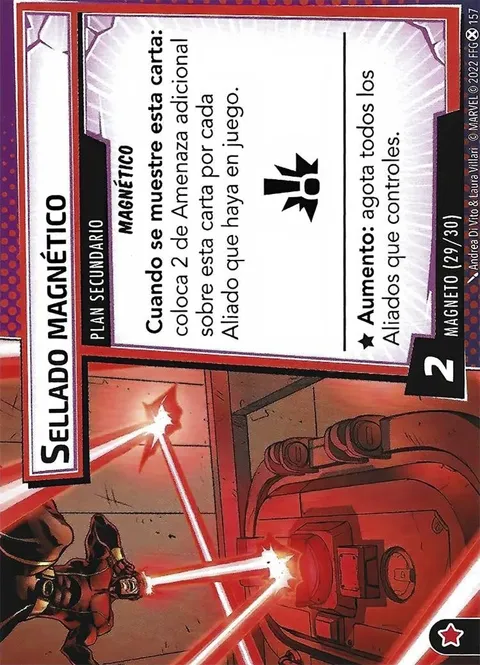 SELLADO MAGNÉTICO
PLAN SECUNDARIO
MAGNÉTICO
Cuando se muestre esta carta:
coloca 2 de Amenaza adicional
sobre esta carta por cada
Aliado que haya en juego.
★ Aumento: agota todos los
Aliados que controles.
2
MAGNETO (29/30)
Andrea Di Vito & Laura Villari © MARVEL © 2022 FFG 157